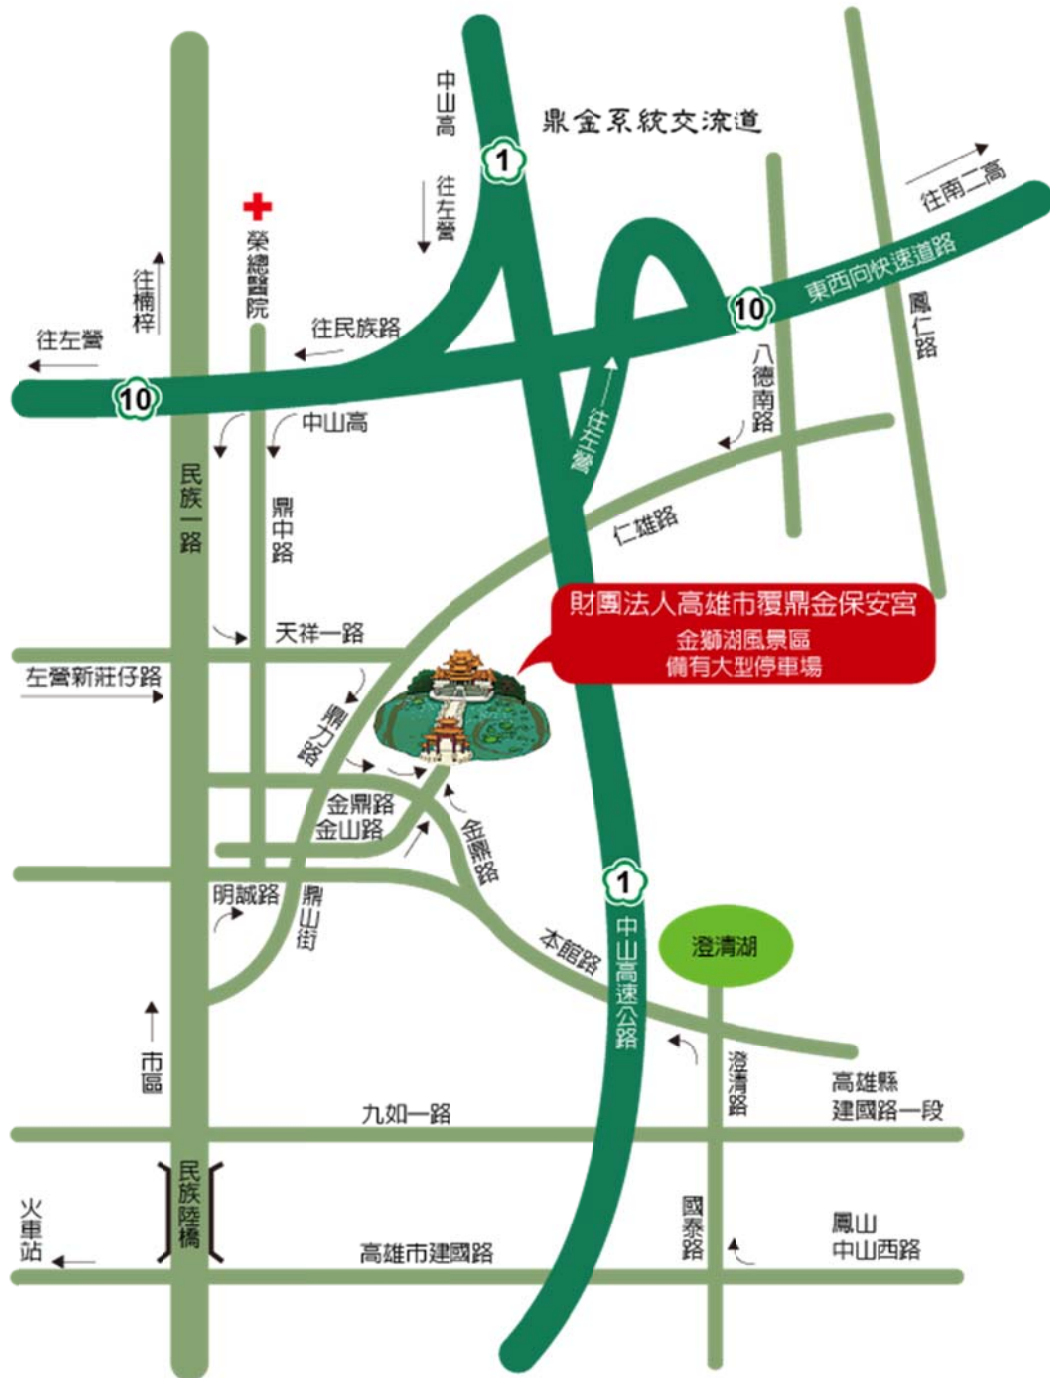 中山高
鼎金系統交流道
1
往左營
往南二高
榮總醫院
往楠梓
往民族路
往左營
10
10
東西向快速道路
鳳仁路
八德南路
中山高
往左營
民族一路
鼎中路
仁雄路
財團法人高雄市覆鼎金保安宮
金獅湖風景區
備有大型停車場
天祥一路
左營新莊仔路
鼎力路
金鼎路
金山路
金鼎路
明誠路
鼎山街
1
本館路
中山高速公路
澄清湖
市區
澄清路
高雄縣
建國路一段
九如一路
民族陸橋
火車站
國泰路
鳳山
中山西路
高雄市建國路